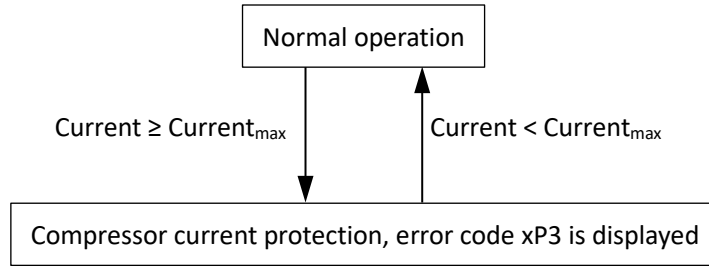 Normal operation
Current ≥ Currentmax
Current < Currentmax
Compressor current protection, error code xP3 is displayed